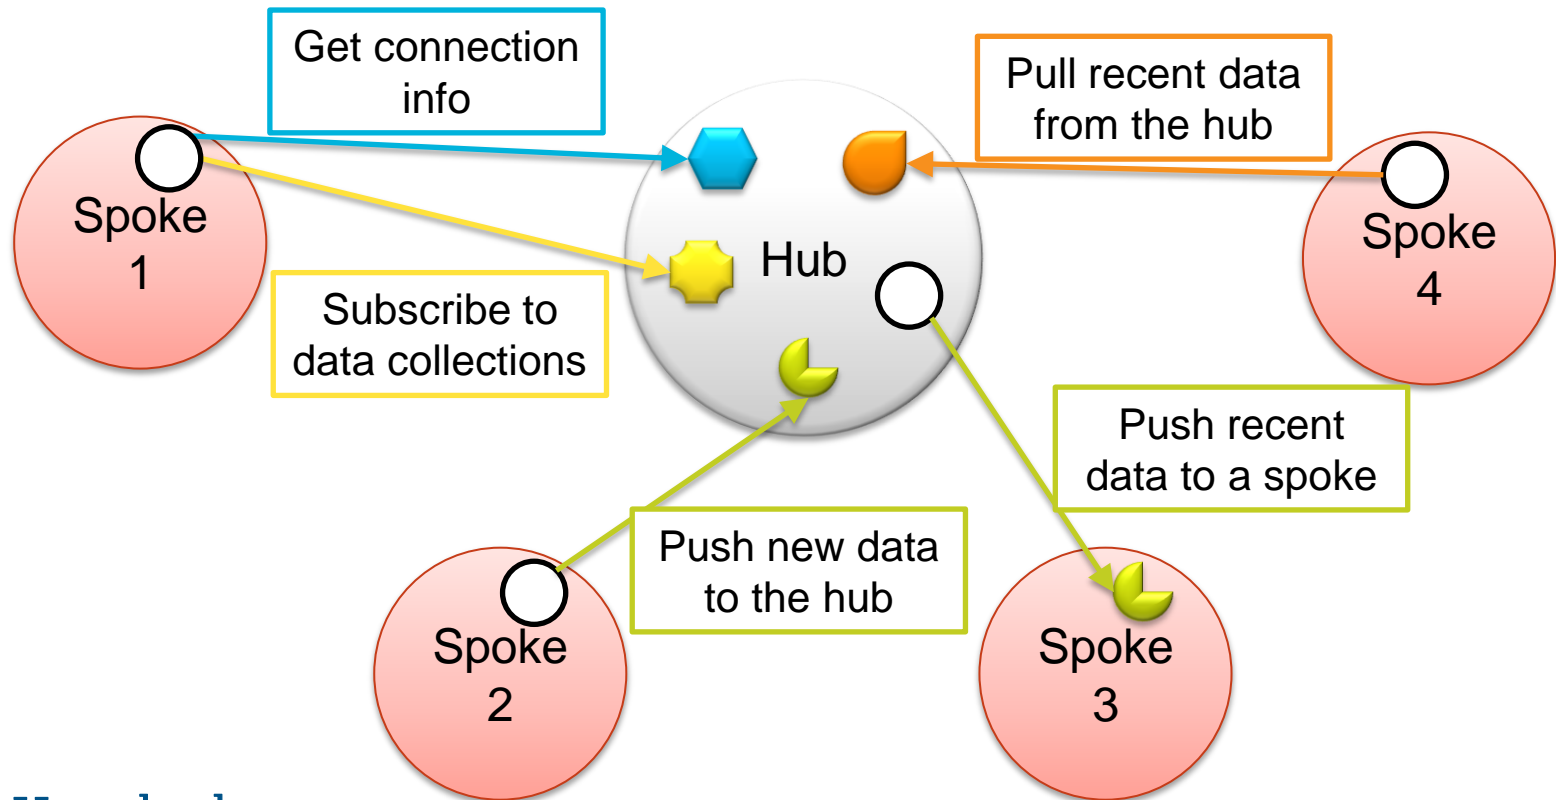 Get connection
info
Pull recent data
from the hub
Spoke
1
Hub
Spoke
4
Subscribe to
data collections
Push recent
data to a spoke
Push new data
to the hub
Spoke
2
Spoke
3